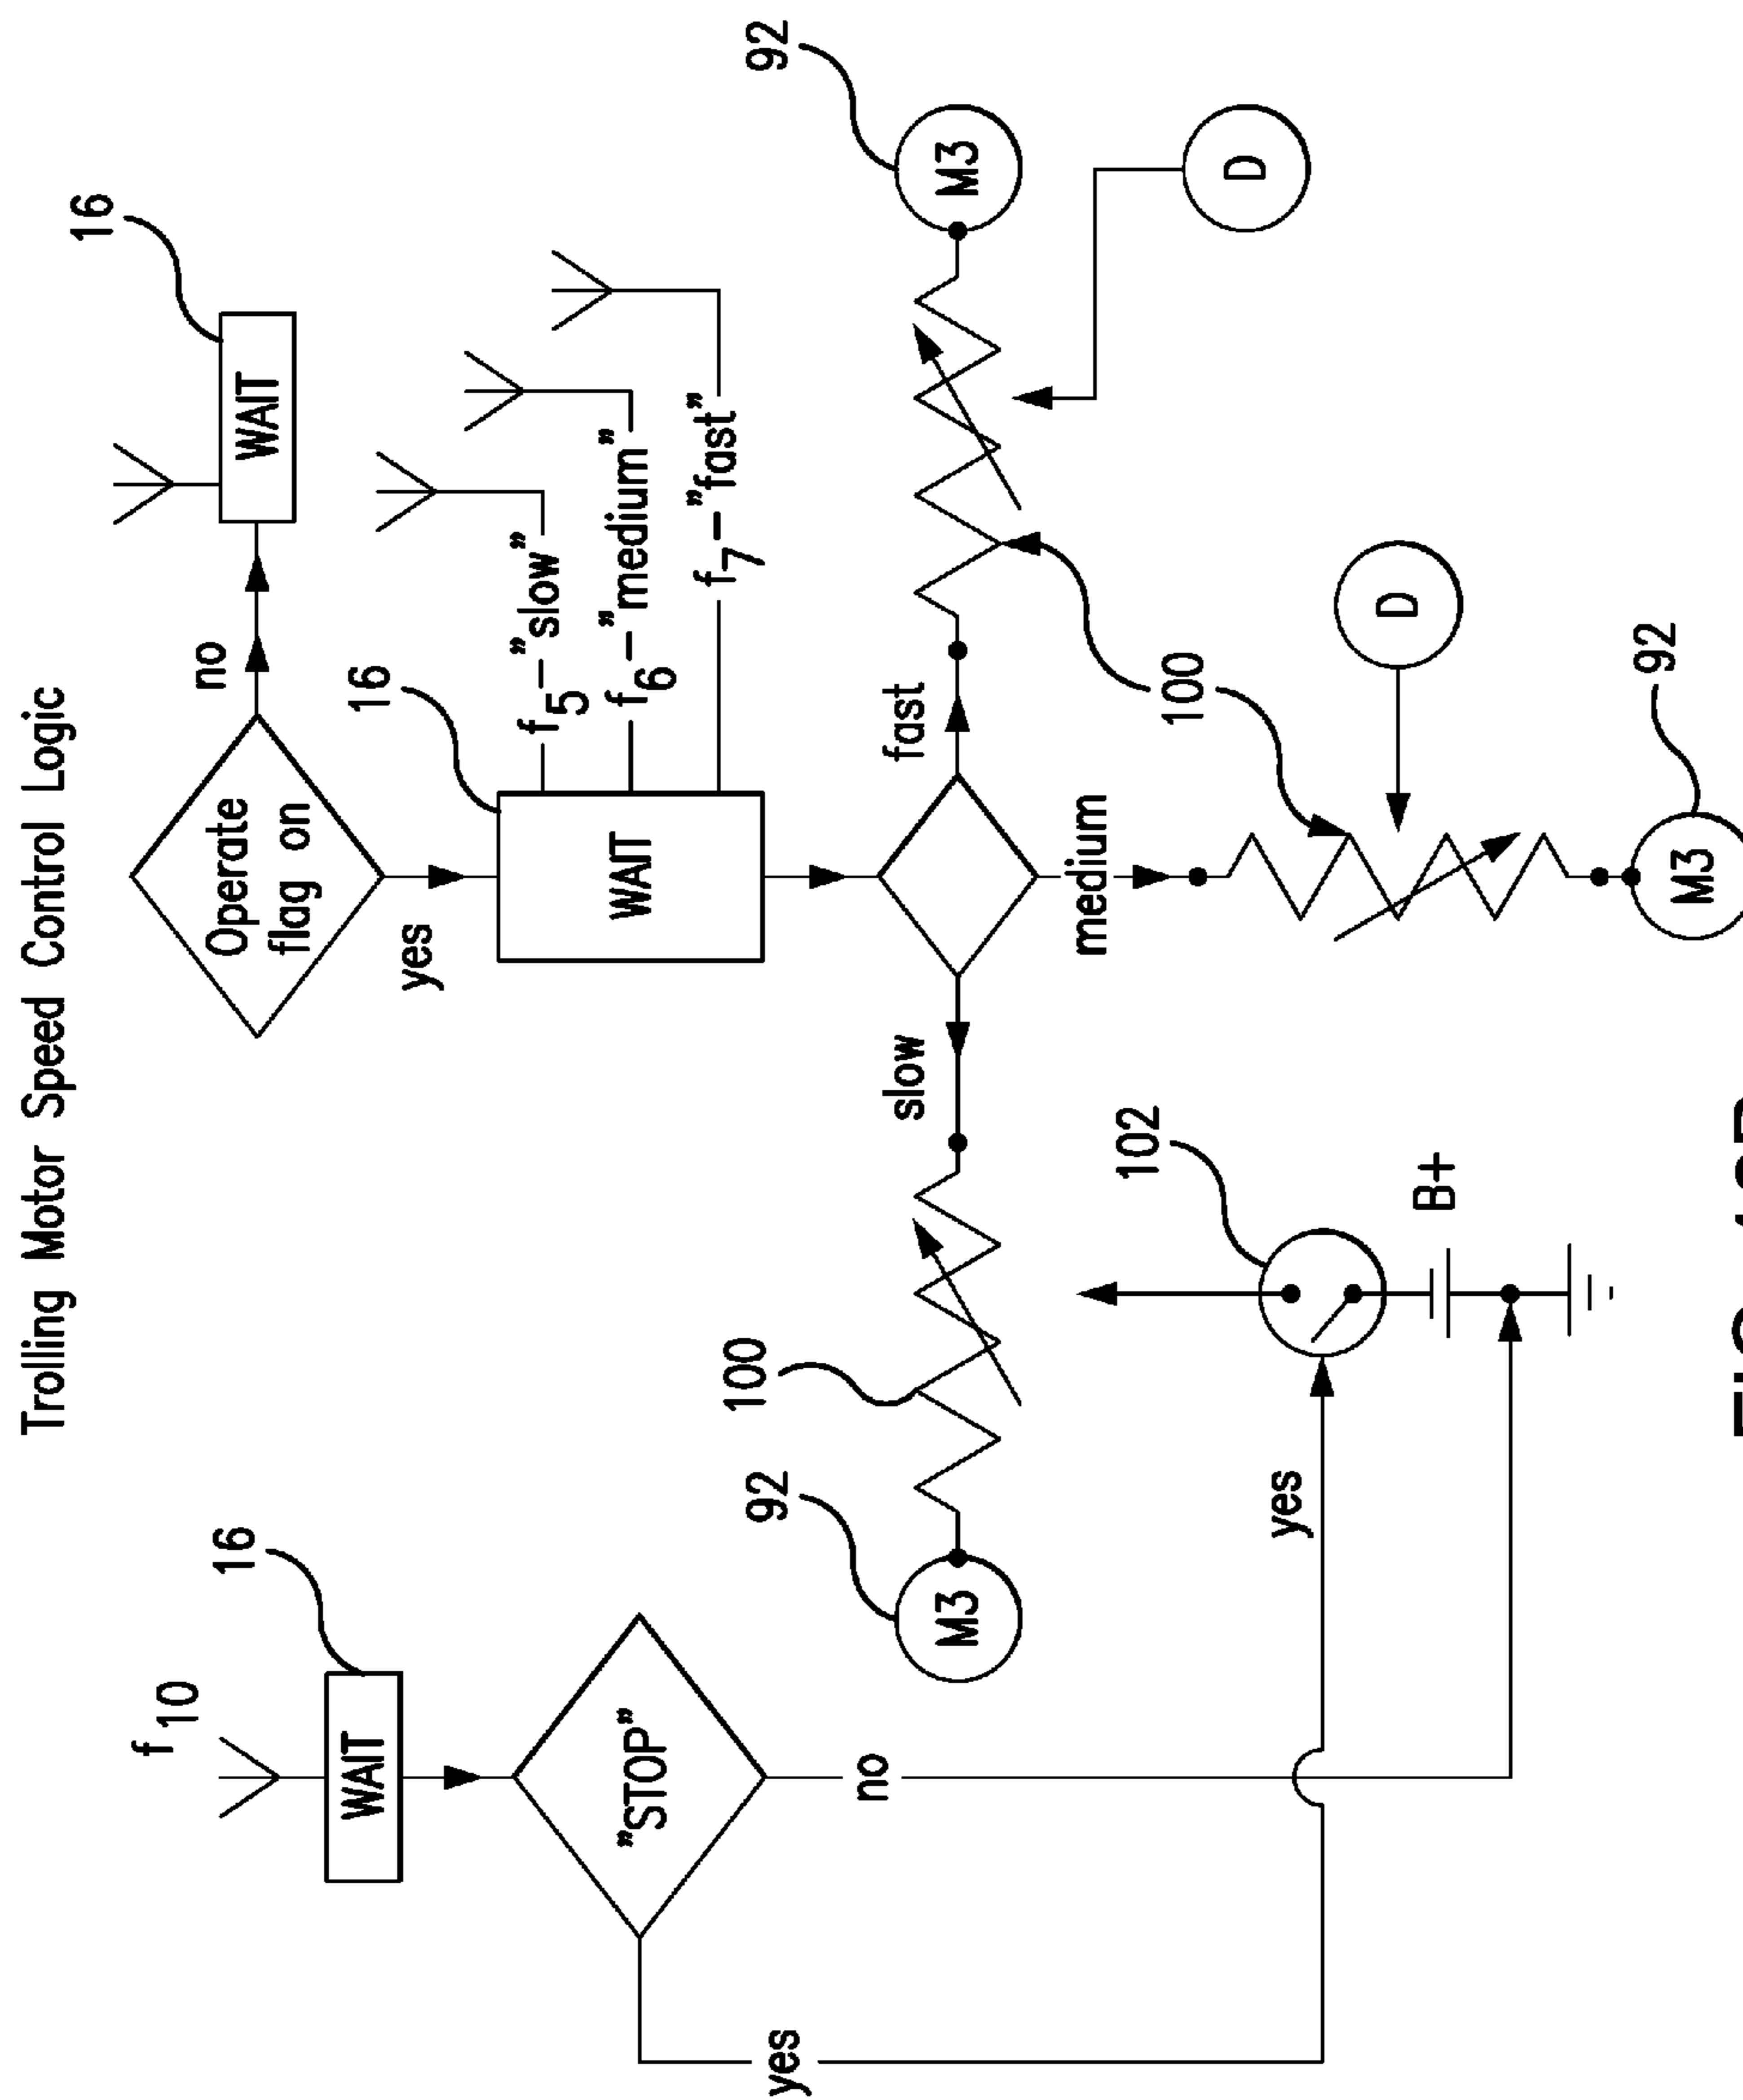 Trolling Motor Speed Control Logic
16
WAIT
no
Operate
flag on
yes
16
WAIT
f5-"slow"
f6-"medium"
f7-"fast"
f10
16
WAIT
"STOP"
yes
no
slow
fast
medium
92
M3
100
92
M3
D
100
D
92
M3
102
B+
yes